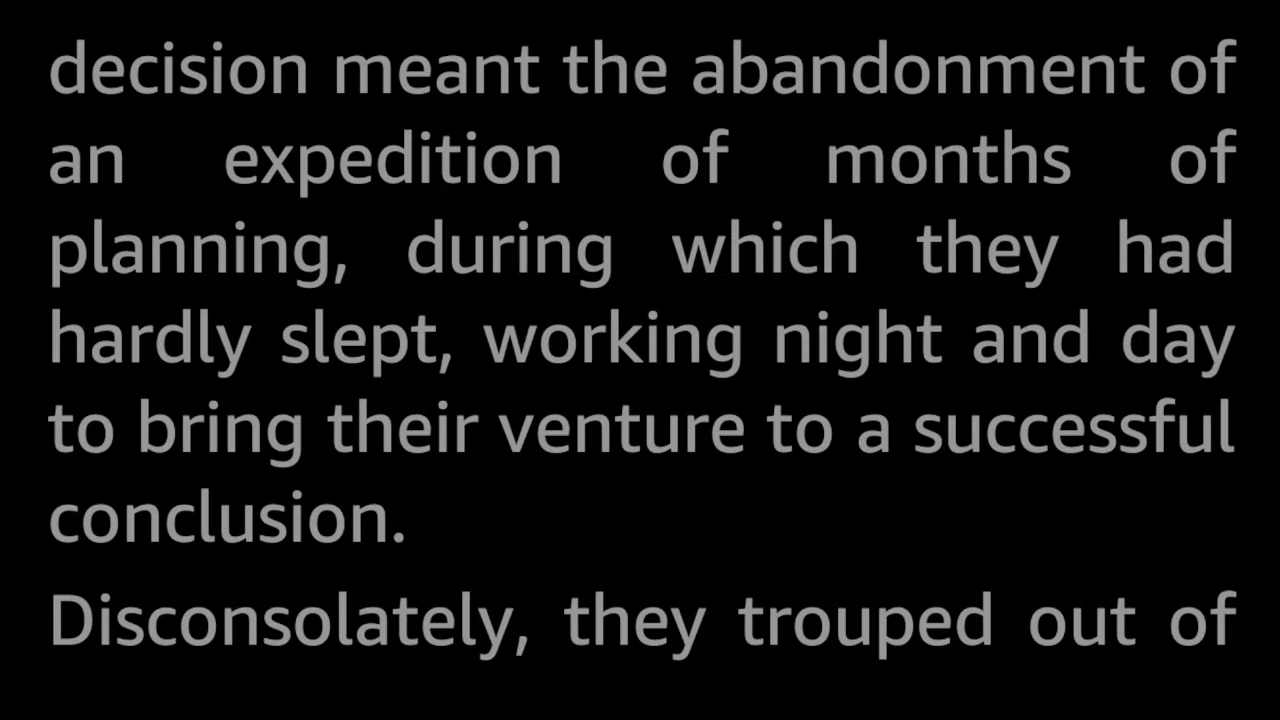 decision meant the abandonment of
an expedition of months of
planning, during which they had
hardly slept, working night and day
to bring their venture to a successful
conclusion.
Disconsolately, they trouped out of